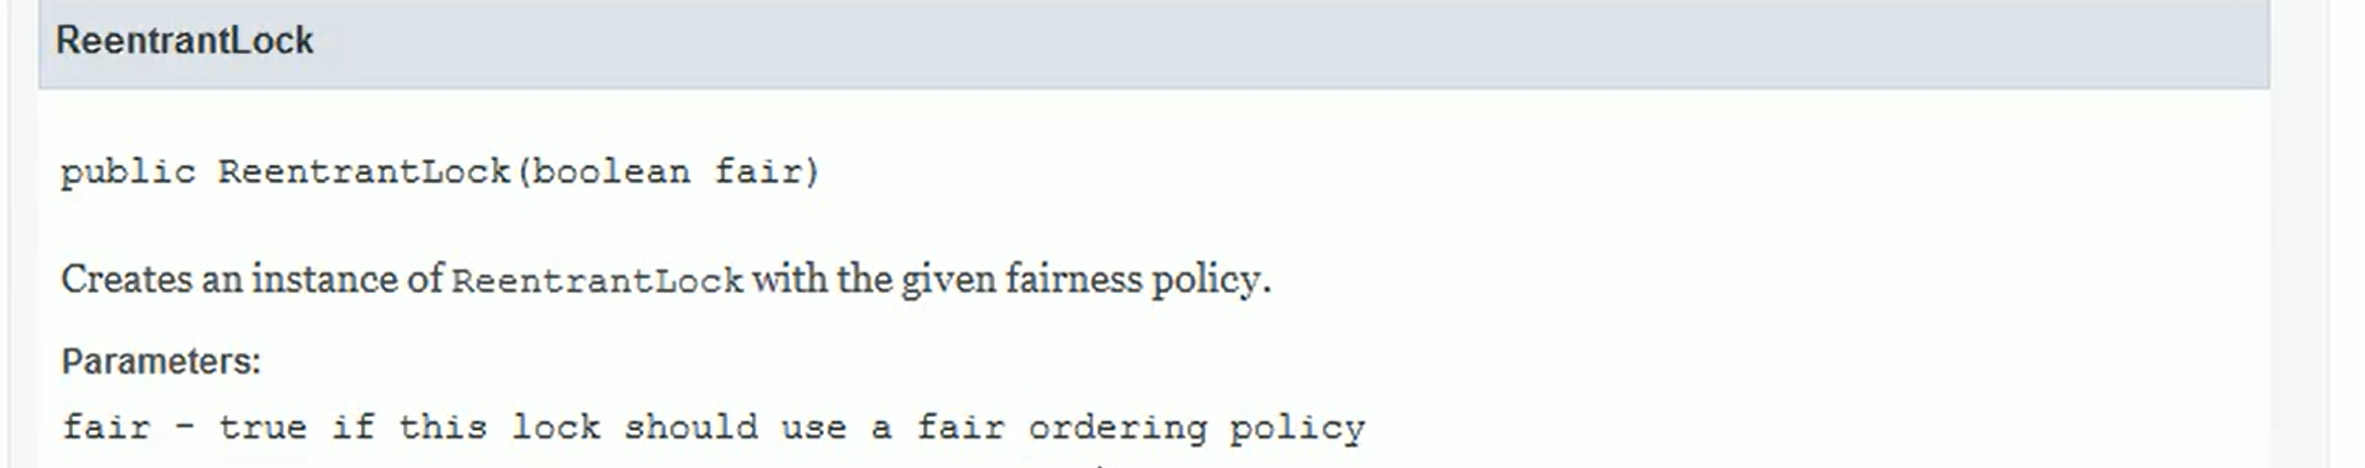 ReentrantLock
public ReentrantLock(boolean fair)
Creates an instance of ReentrantLock with the given fairness policy.
Parameters:
fair - true if this lock should use a fair ordering policy